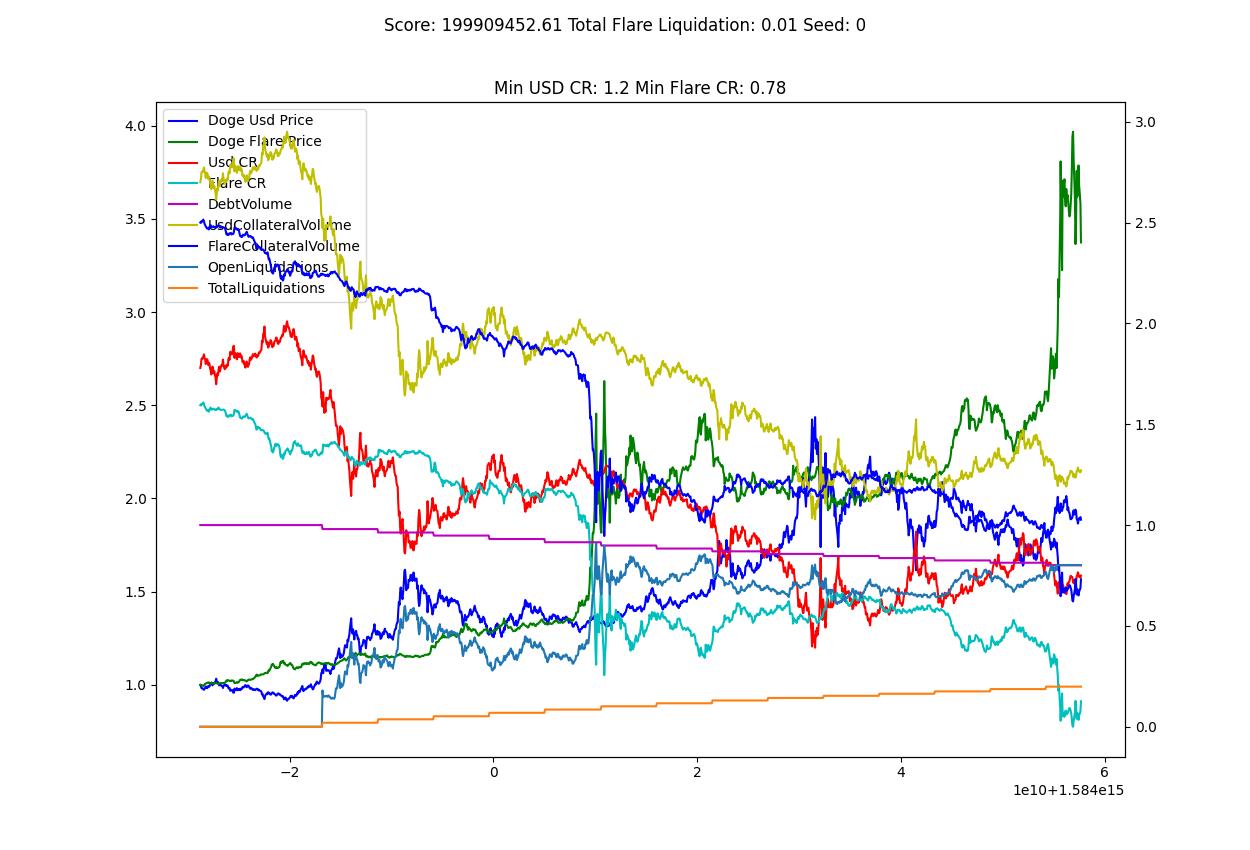 Score: 199909452.61 Total Flare Liquidation: 0.01 Seed: 0
Min USD CR: 1.2 Min Flare CR: 0.78
Doge Usd Price
Doge Flare Price
Usd CR
Flare CR
DebtVolume
UsdCollateralVolume
FlareCollateralVolume
OpenLiquidations
TotalLiquidations
4.0
3.5
3.0
2.5
2.0
1.5
1.0
3.0
2.5
2.0
1.5
1.0
0.5
0.0
−2
0
2
4
6
1e10+1.584e15